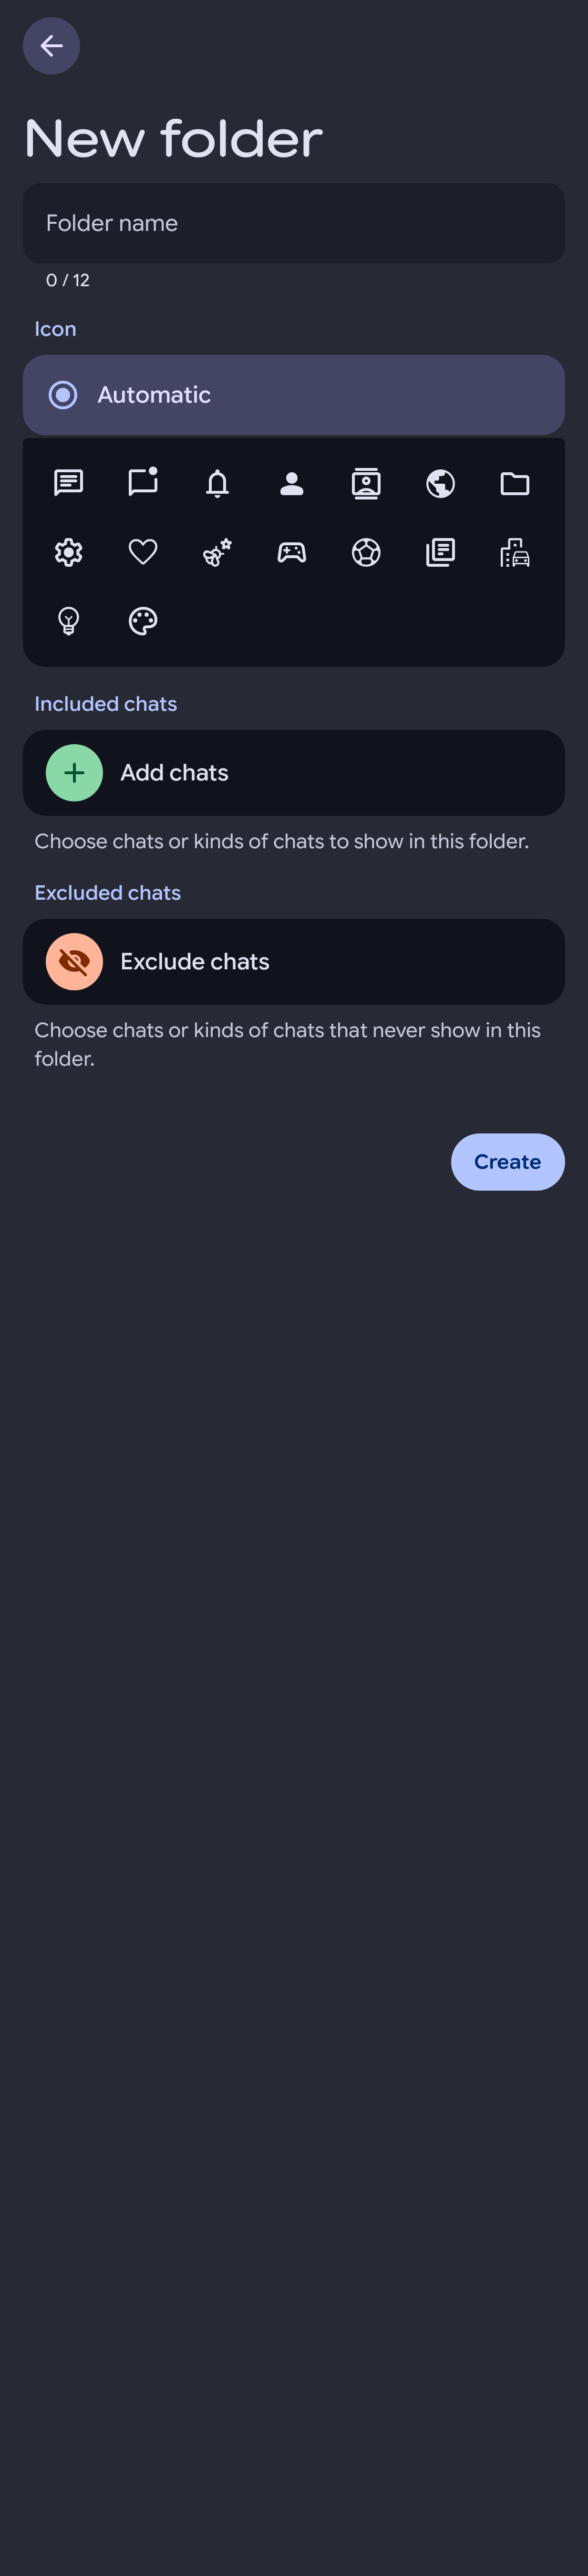 New folder
Folder name
0 / 12
Icon
Automatic
Included chats
Add chats
Choose chats or kinds of chats to show in this folder.
Excluded chats
Exclude chats
Choose chats or kinds of chats that never show in this
folder.
Create